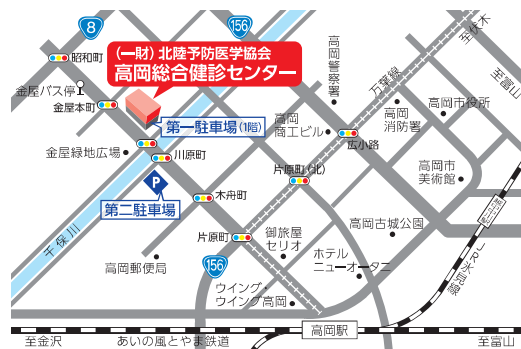 8
156
至伏木
至富山
(一財)北陸予防医学協会
高岡総合健診センター
昭和町
金屋バス停
金屋本町
高岡警察署
万葉線
高岡市役所
高岡消防署
第一駐車場(1階)
高岡商工ビル
広小路
金屋緑地広場
川原町
高岡市美術館
片原町(北)
P
第二駐車場
木舟町
片原町
御旅屋セリオ
高岡古城公園
千保川
高岡郵便局
156
ホテルニューオータニ
JR氷見線
ウイング・ウイング高岡
高岡駅
至金沢
あいの風とやま鉄道
至富山